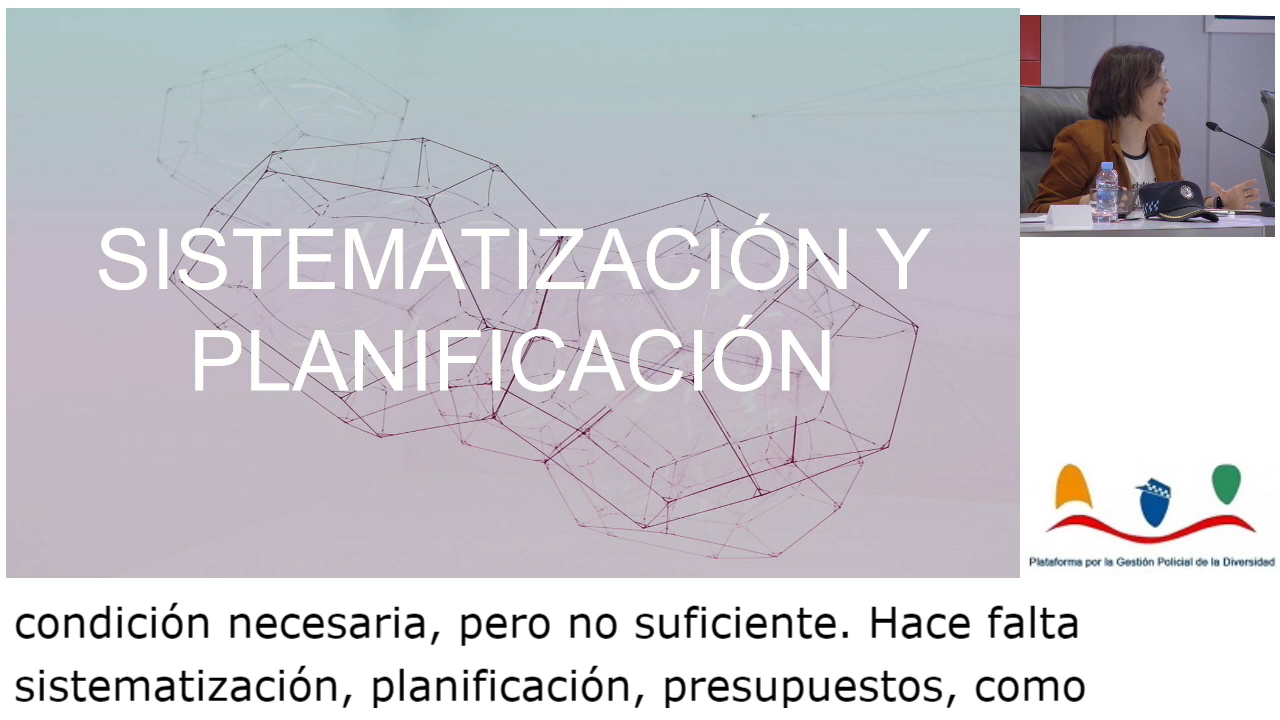 SISTEMATIZACIÓN Y
PLANIFICACIÓN
Plataforma por la Gestión Policial de la Diversidad
condición necesaria, pero no suficiente. Hace falta
sistematización, planificación, presupuestos, como